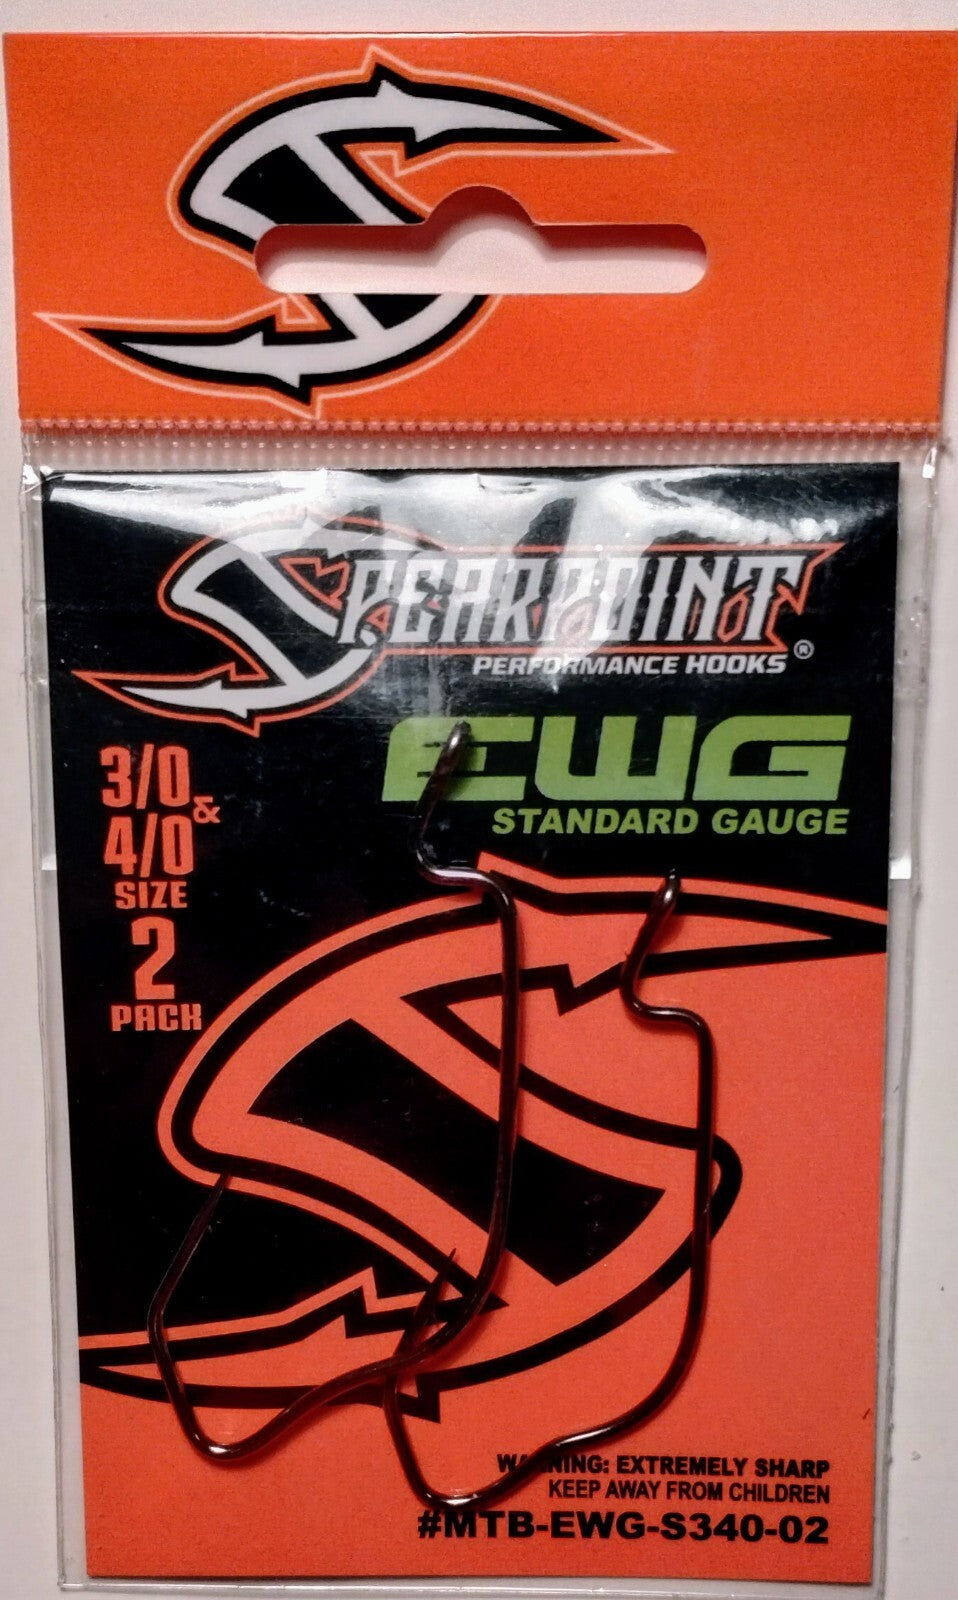 SPEARPOINT
PERFORMANCE HOOKS ®
EWG
STANDARD GAUGE
3/0
&
4/0
SIZE
2
PACK
WARNING: EXTREMELY SHARP
KEEP AWAY FROM CHILDREN
#MTB-EWG-S340-02